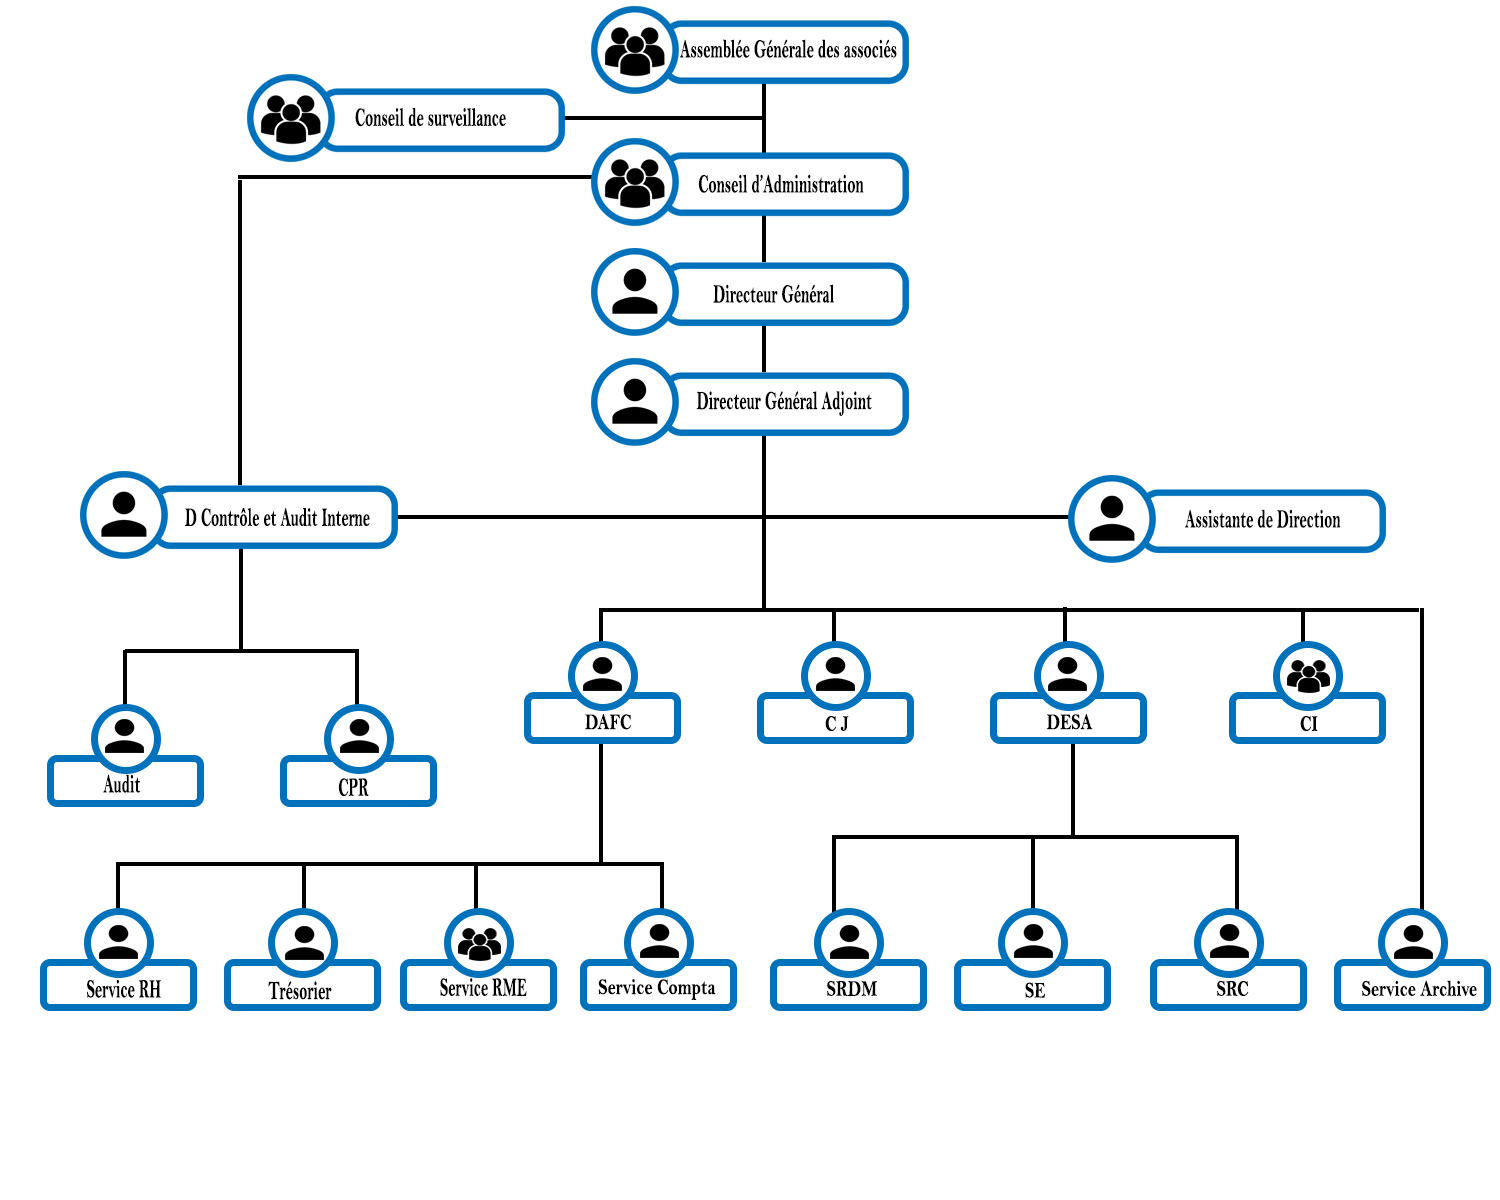 Assemblée Générale des associés
Conseil de surveillance
Conseil d'Administration
Directeur Général
Directeur Général Adjoint
D Contrôle et Audit Interne
Assistante de Direction
DAFC
C J
DESA
CI
Audit
CPR
Service RH
Trésorier
Service RME
Service Compta
SRDM
SE
SRC
Service Archive